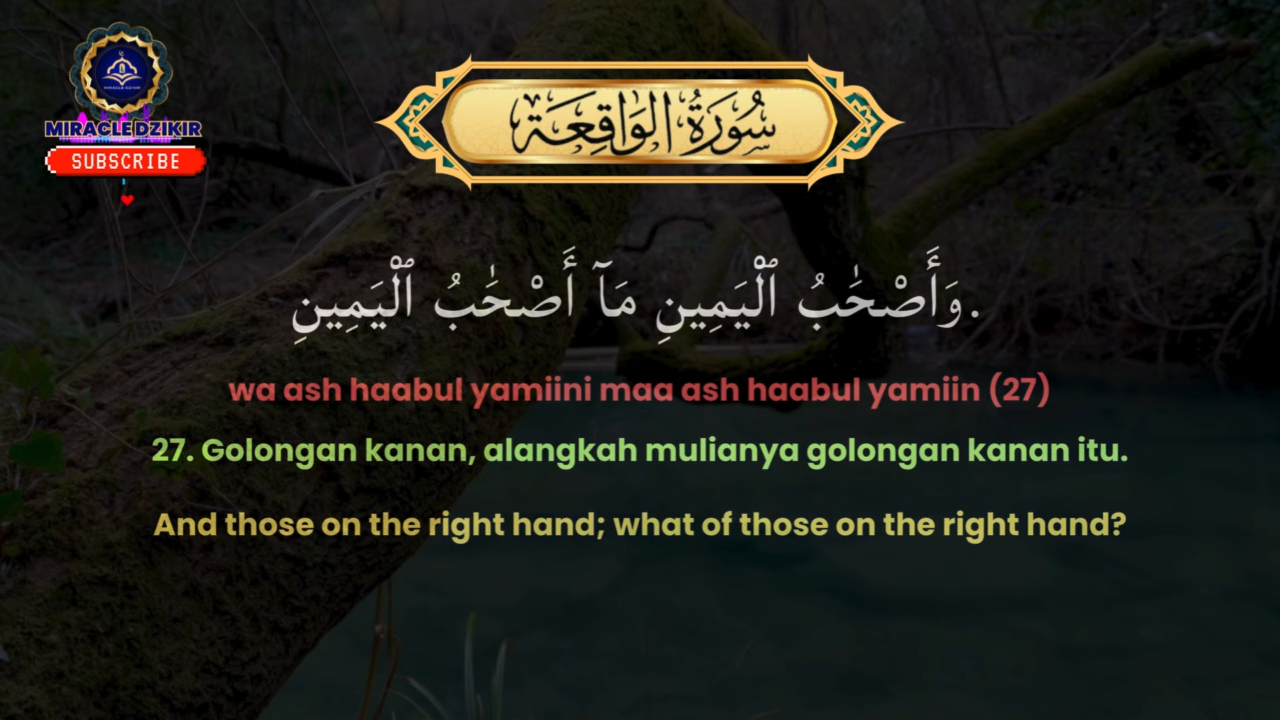 MIRACLE DZIKIR
MIRACLE DZIKIR
SUBSCRIBE
سُورَةُ الوَاقِعَة
وَأَصْحَٰبُ ٱلْيَمِينِ مَآ أَصْحَٰبُ ٱلْيَمِينِ.
wa ash haabul yamiini maa ash haabul yamiin (27)
27. Golongan kanan, alangkah mulianya golongan kanan itu.
And those on the right hand; what of those on the right hand?